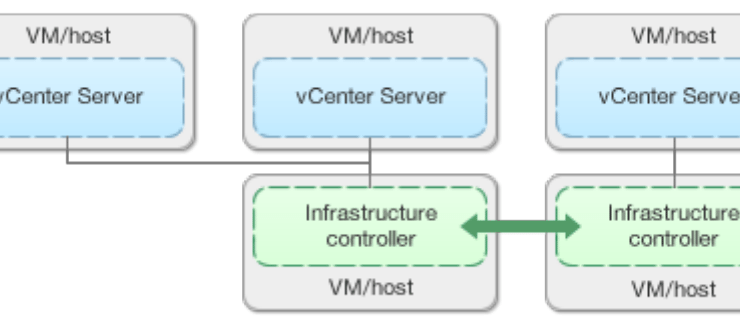 VM/host
VM/host
VM/host
vCenter Server
vCenter Server
vCenter Serve
Infrastructure
controller
Infrastructure
controller
VM/host
VM/host